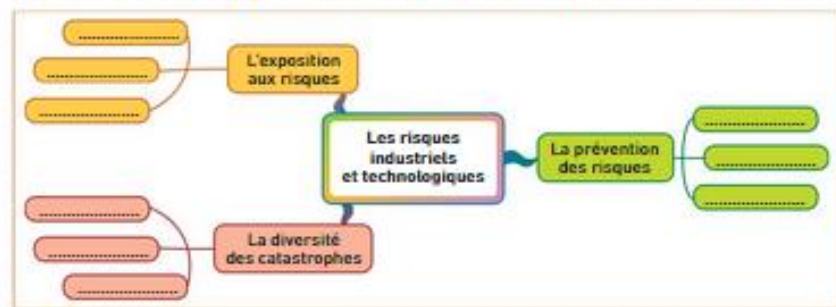 L'exposition
aux risques
Les risques
industriels
et technologiques
La prévention
des risques
La diversité
des catastrophes